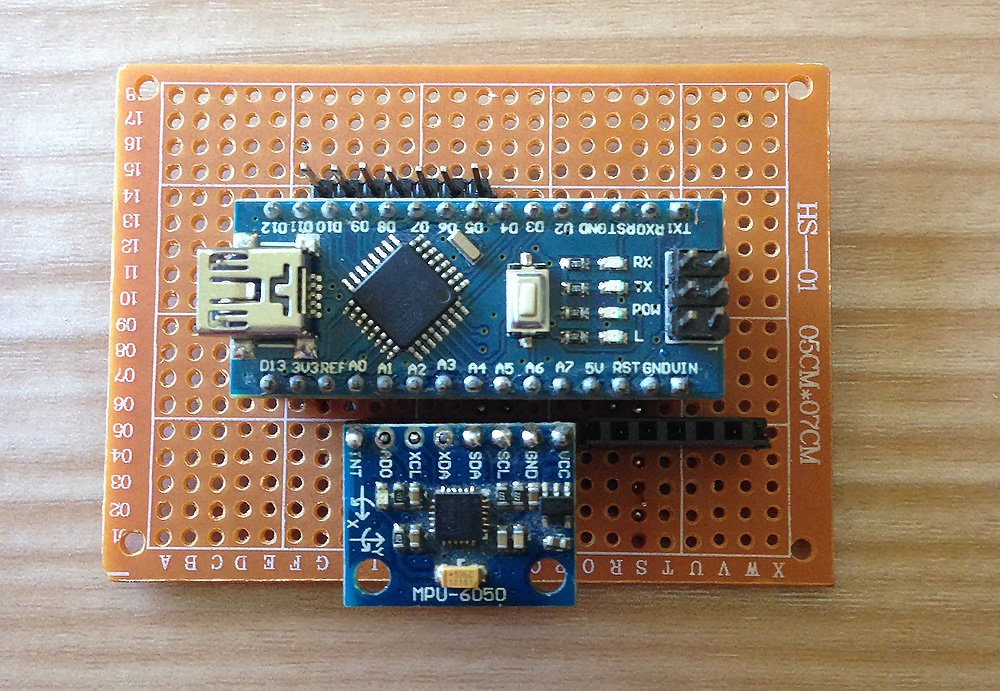 18
17
16
15
14
13
12
11
10
09
08
07
06
05
04
03
02
01
HS—01 05CM*07CM
D12 D11 D10 D9 D8 D7 D6 D5 D4 D3 D2 GND RST RX0 TX1
RX
TX
POW
L
1
D13 3V3 REF A0 A1 A2 A3 A4 A5 A6 A7 5V RST GND VIN
INT AD0 XCL XDA SDA SCL GND VCC
X
Y
MPU-6050
A B C D E F G I Q R S T U V W X